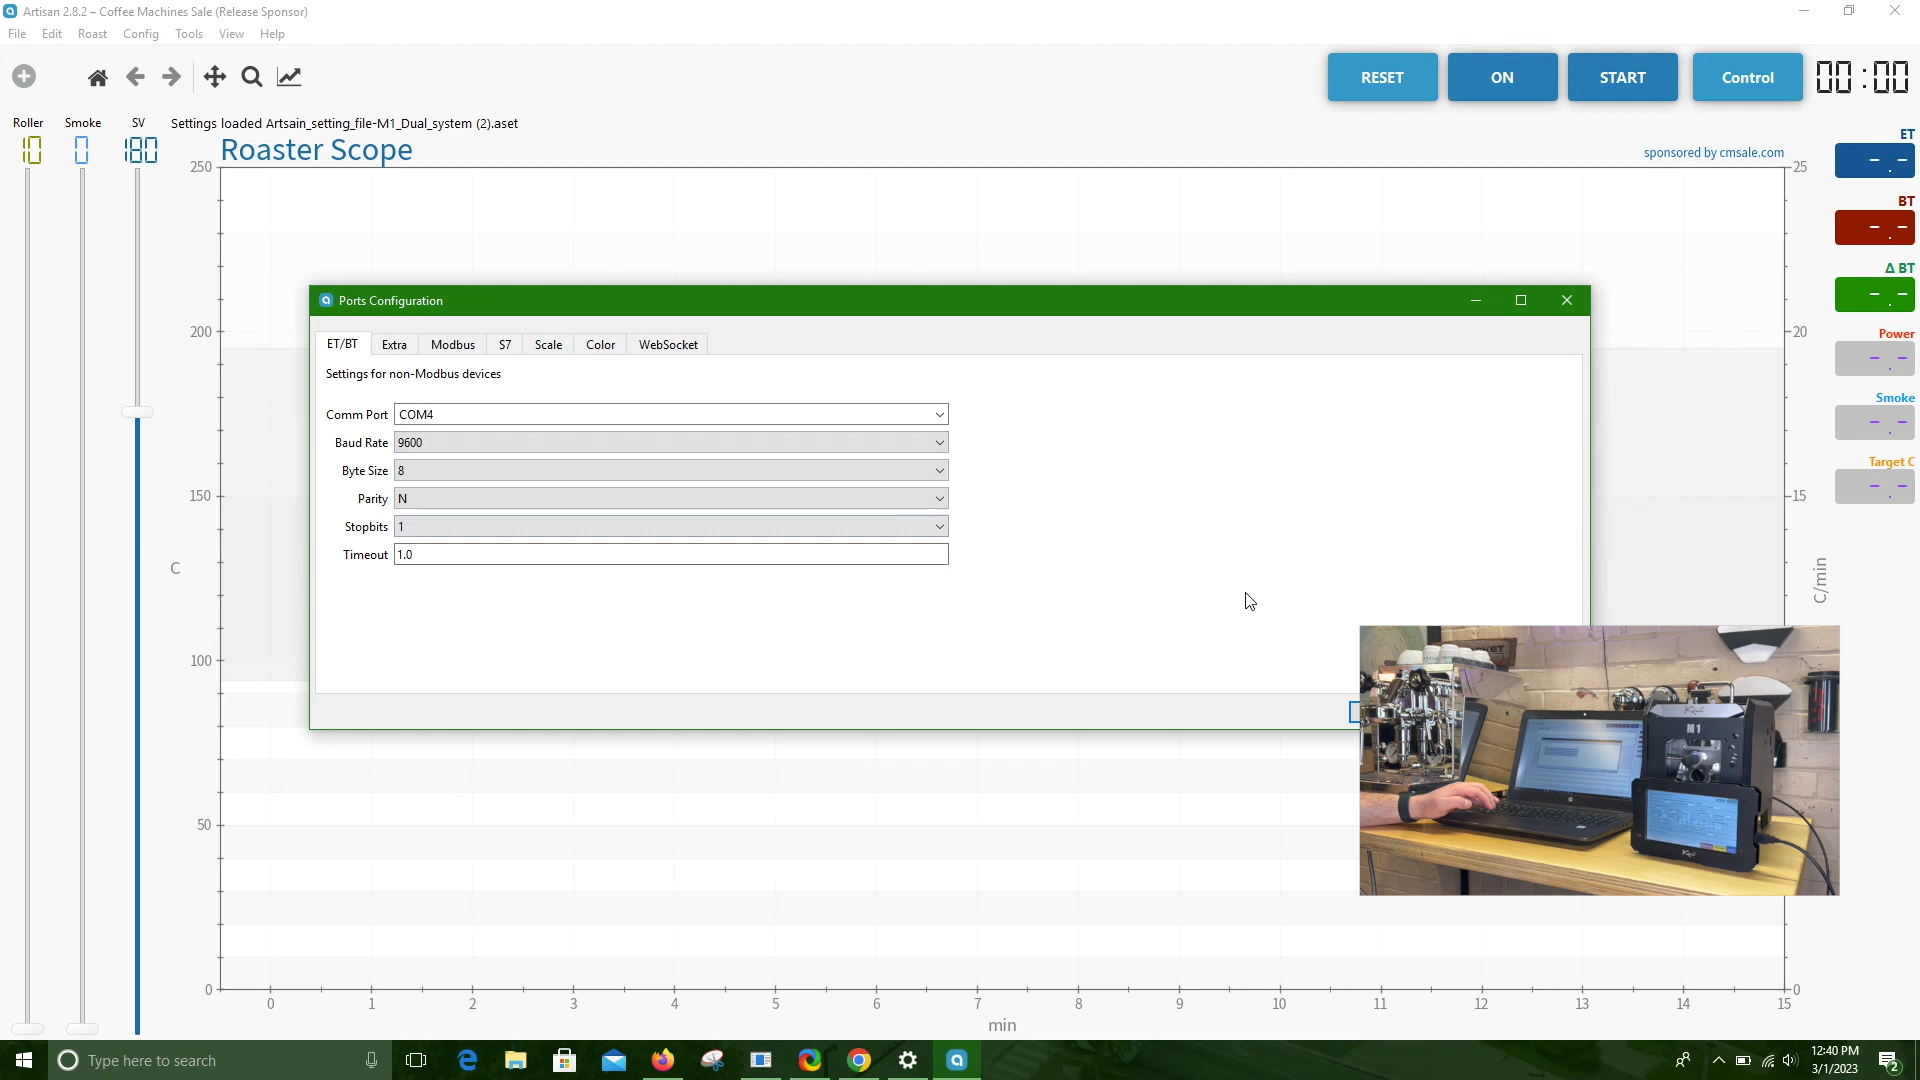 Artisan 2.8.2 – Coffee Machines Sale (Release Sponsor)
File Edit Roast Config Tools View Help
RESET ON START Control 00:00
Roller Smoke SV Settings loaded Artsain_setting_file-M1_Dual_system (2).aset
10 0 180 Roaster Scope
sponsored by cmsale.com
ET
-.-
BT
-.-
Δ BT
-.-
Power
-.-
Smoke
-.-
Target C
-.-
250
200
150
100
50
0
C
25
20
15
0
C/min
Ports Configuration
ET/BT Extra Modbus S7 Scale Color WebSocket
Settings for non-Modbus devices
Comm Port COM4
Baud Rate 9600
Byte Size 8
Parity N
Stopbits 1
Timeout 1.0
M1
0 1 2 3 4 5 6 7 8 9 10 11 12 13 14 15
min
Type here to search
12:40 PM
3/1/2023
2